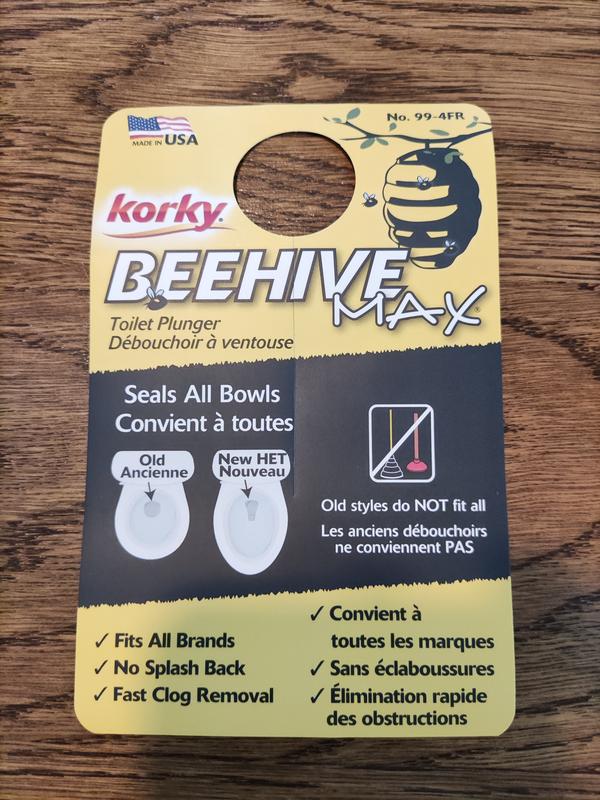 MADE IN USA
No. 99-4FR
korky®
BEEHIVE
MAX®
Toilet Plunger
Débouchoir à ventouse
Seals All Bowls
Convient à toutes
Old
Ancienne
New HET
Nouveau
Old styles do NOT fit all
Les anciens débouchoirs
ne conviennent PAS
✓ Fits All Brands
✓ No Splash Back
✓ Fast Clog Removal
✓ Convient à
toutes les marques
✓ Sans éclaboussures
✓ Élimination rapide
des obstructions